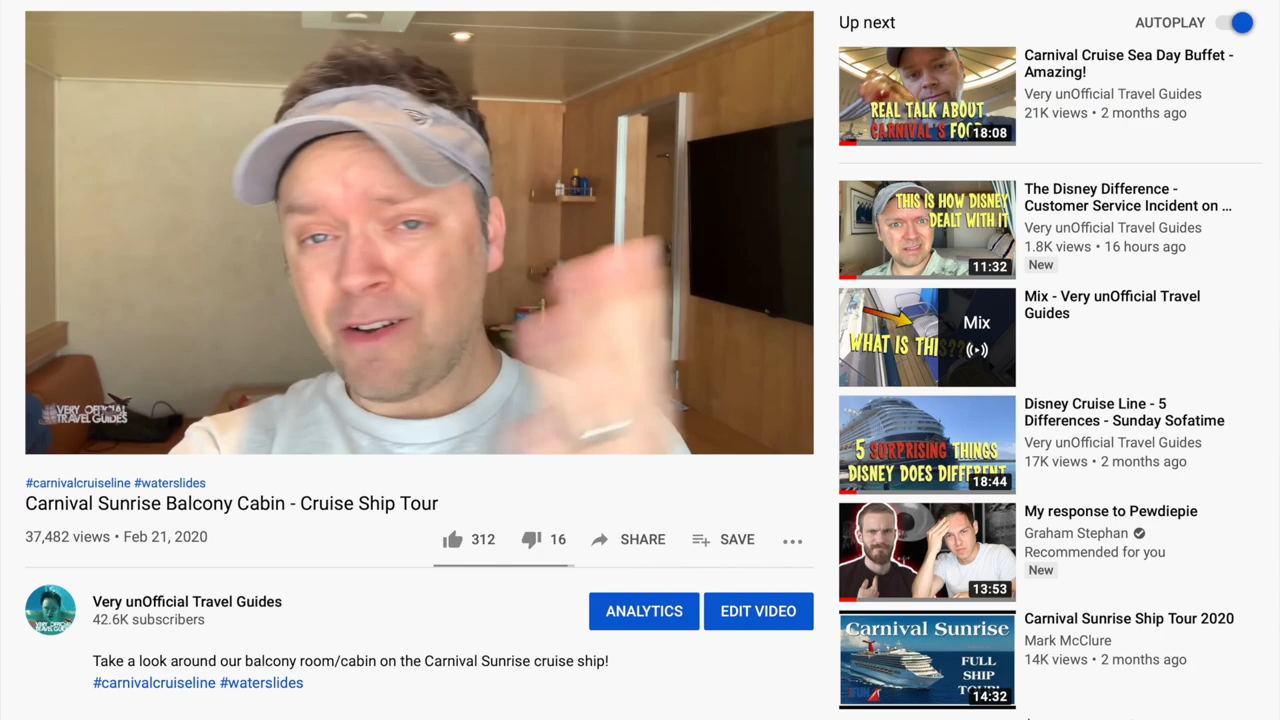 VERY OFFICIAL
TRAVEL GUIDES
#carnivalcruiseline #waterslides
Carnival Sunrise Balcony Cabin - Cruise Ship Tour
37,482 views • Feb 21, 2020
312
16
SHARE
SAVE
Very unOfficial Travel Guides
42.6K subscribers
ANALYTICS
EDIT VIDEO
Take a look around our balcony room/cabin on the Carnival Sunrise cruise ship!
#carnivalcruiseline #waterslides
Up next
AUTOPLAY
REAL TALK ABOUT
CARNIVAL'S
18:08
Carnival Cruise Sea Day Buffet -
Amazing!
Very unOfficial Travel Guides
21K views • 2 months ago
THIS IS HOW DISNEY
DEALT WITH IT
11:32
The Disney Difference -
Customer Service Incident on ...
Very unOfficial Travel Guides
1.8K views • 16 hours ago
New
WHAT IS THIS??
Mix
Mix - Very unOfficial Travel
Guides
5 SURPRISING THINGS
DISNEY DOES DIFFERENT
18:44
Disney Cruise Line - 5
Differences - Sunday Sofatime
Very unOfficial Travel Guides
17K views • 2 months ago
13:53
My response to Pewdiepie
Graham Stephan
Recommended for you
New
Carnival Sunrise
FULL
SHIP
14:32
Carnival Sunrise Ship Tour 2020
Mark McClure
14K views • 2 months ago